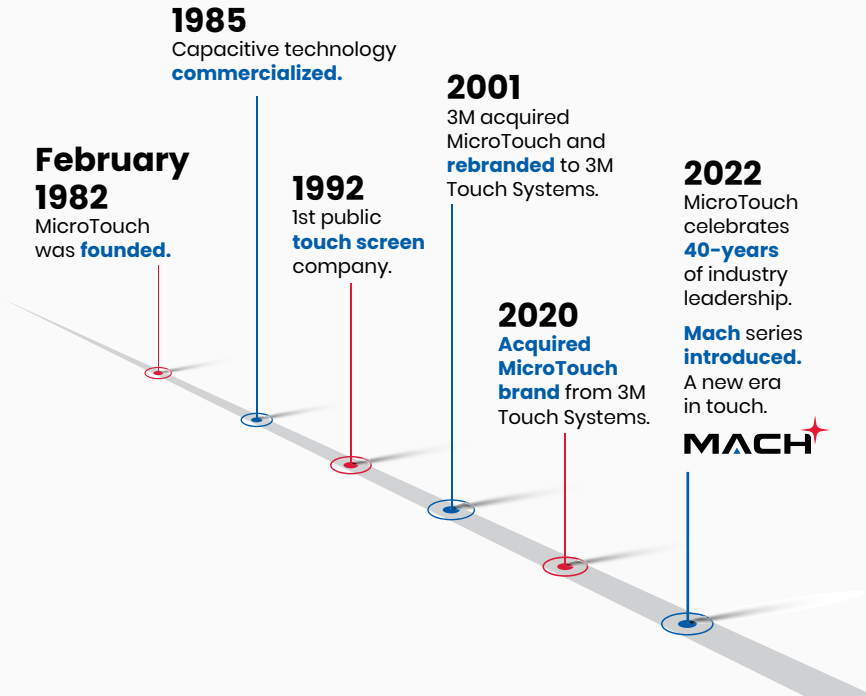 February
1982
MicroTouch
was founded.
1985
Capacitive technology
commercialized.
1992
1st public
touch screen
company.
2001
3M acquired
MicroTouch and
rebranded to 3M
Touch Systems.
2020
Acquired
MicroTouch
brand from 3M
Touch Systems.
2022
MicroTouch
celebrates
40-years
of industry
leadership.
Mach series
introduced.
A new era
in touch.
MACH